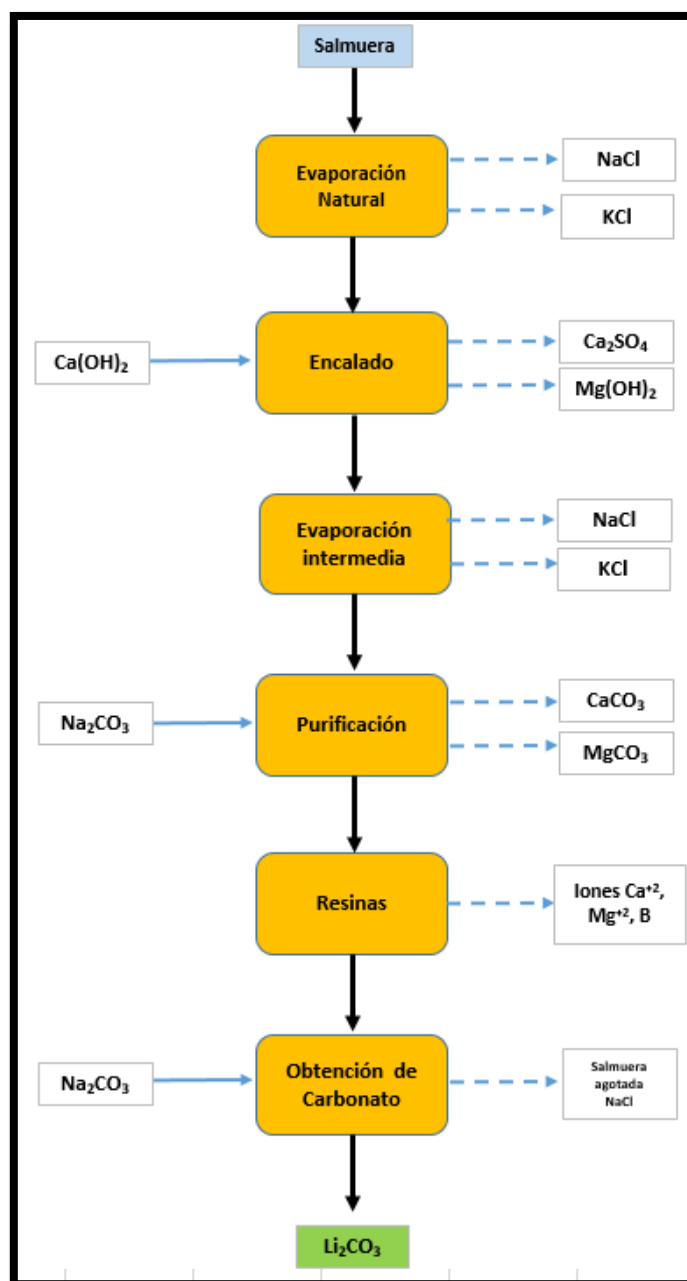 Salmuera
Evaporación
Natural
NaCl
KCl
Ca(OH)₂
Encalado
Ca₂SO₄
Mg(OH)₂
Evaporación
intermedia
NaCl
KCl
Na₂CO₃
Purificación
CaCO₃
MgCO₃
Resinas
Iones Ca⁺²,
Mg⁺², B
Na₂CO₃
Obtención de
Carbonato
Salmuera
agotada
NaCl
Li₂CO₃